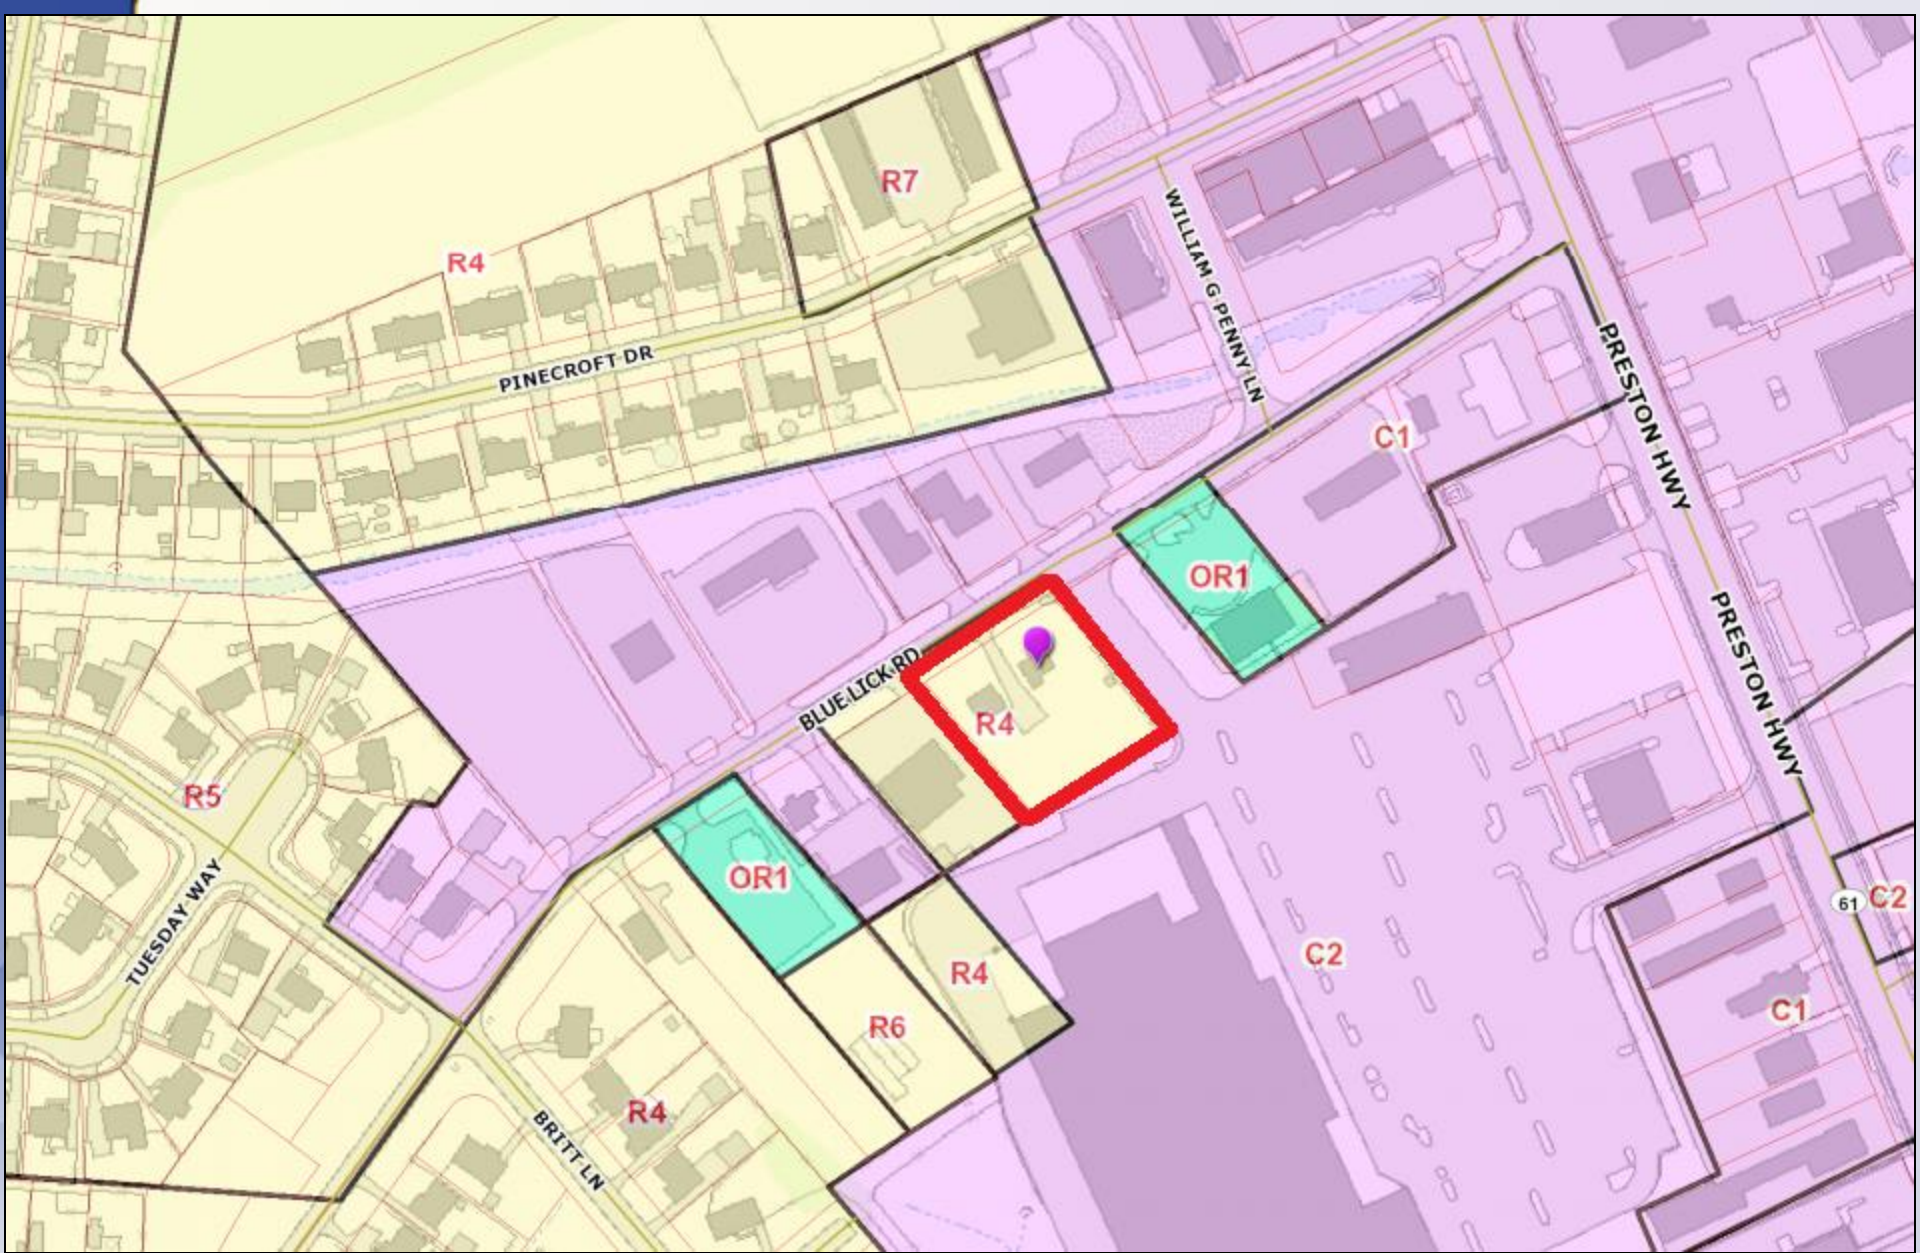 R7
R4
WILLIAM G PENNY LN
PINECROFT DR
PRESTON HWY
C1
OR1
BLUE LICK RD
R4
PRESTON HWY
R5
OR1
TUESDAY WAY
61
C2
C2
R4
C1
R6
R4
BRITT LN